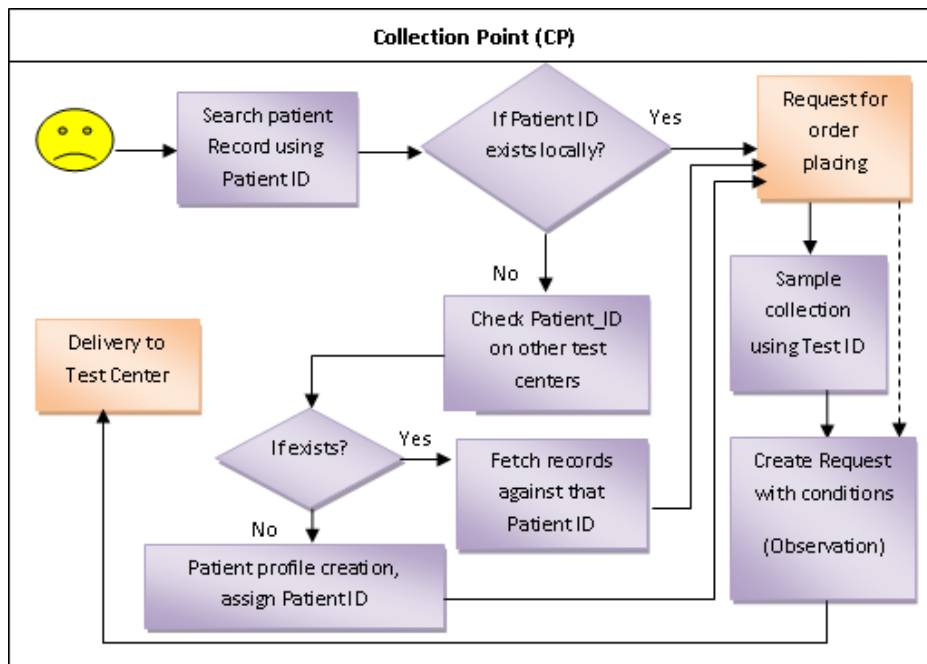 Collection Point (CP)
Search patient
Record using
Patient ID
If Patient ID
exists locally?
Yes
Request for
order
placing
No
Check Patient_ID
on other test
centers
Sample
collection
using Test ID
Delivery to
Test Center
If exists?
Yes
Fetch records
against that
Patient ID
Create Request
with conditions
(Observation)
No
Patient profile creation,
assign Patient ID